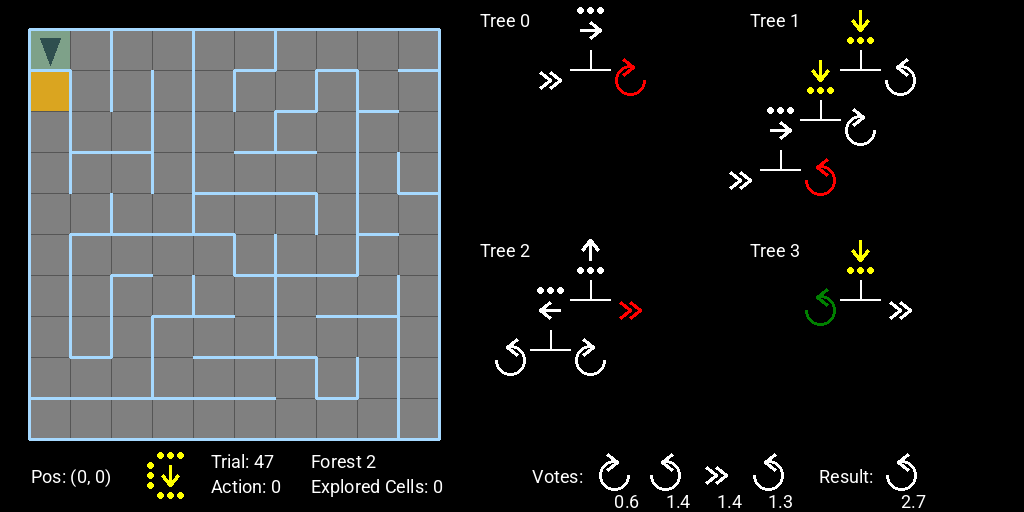 Tree 0
Tree 1
Tree 2
Tree 3
Pos: (0, 0)
Trial: 47
Forest 2
Action: 0
Explored Cells: 0
Votes:
0.6
1.4
1.4
1.3
Result:
2.7